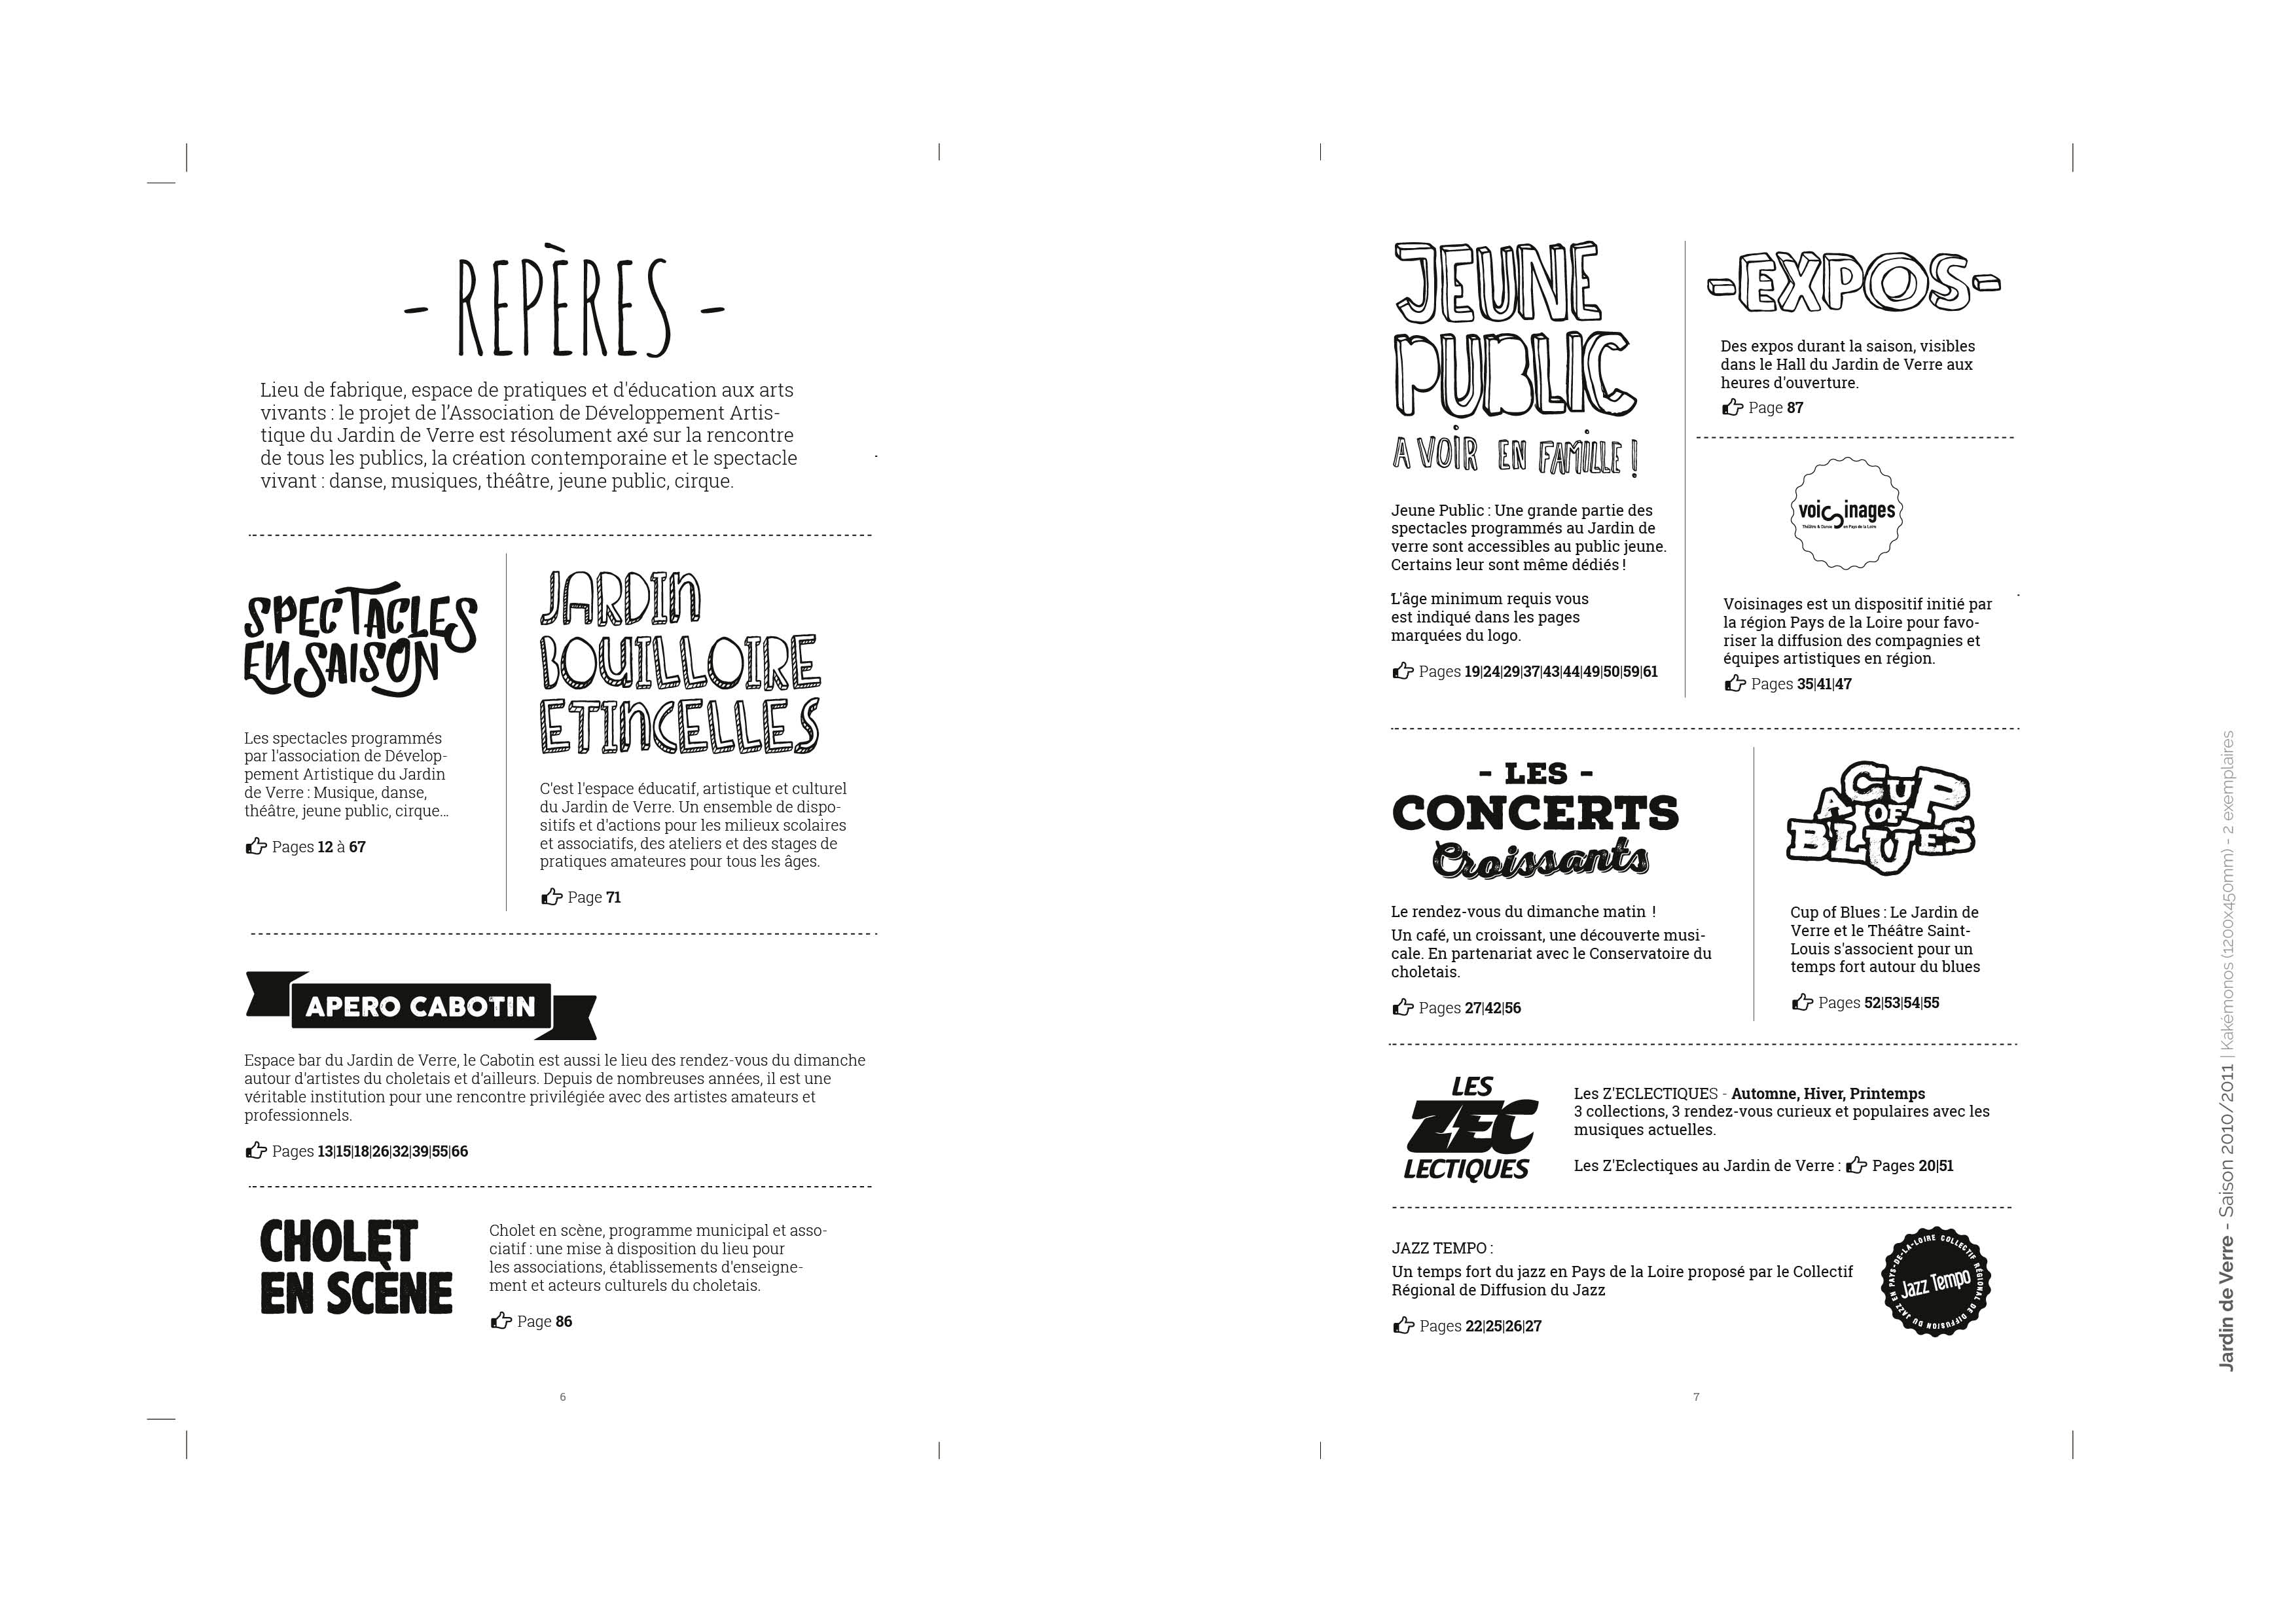 - REPÈRES -
Lieu de fabrique, espace de pratiques et d'éducation aux arts
vivants : le projet de l'Association de Développement Artis-
tique du Jardin de Verre est résolument axé sur la rencontre
de tous les publics, la création contemporaine et le spectacle
vivant : danse, musiques, théâtre, jeune public, cirque.
SPECTACLES
EN SAISON
Les spectacles programmés
par l'association de Dévelop-
pement Artistique du Jardin
de Verre : Musique, danse,
théâtre, jeune public, cirque...
Pages 12 à 67
JARDIN
BOUILLOIRE
ETINCELLES
C'est l'espace éducatif, artistique et culturel
du Jardin de Verre. Un ensemble de dispo-
sitifs et d'actions pour les milieux scolaires
et associatifs, des ateliers et des stages de
pratiques amateures pour tous les âges.
Page 71
APERO CABOTIN
Espace bar du Jardin de Verre, le Cabotin est aussi le lieu des rendez-vous du dimanche
autour d'artistes du choletais et d'ailleurs. Depuis de nombreuses années, il est une
véritable institution pour une rencontre privilégiée avec des artistes amateurs et
professionnels.
Pages 13|15|18|26|32|39|55|66
CHOLET
EN SCÈNE
Cholet en scène, programme municipal et asso-
ciatif : une mise à disposition du lieu pour
les associations, établissements d'enseigne-
ment et acteurs culturels du choletais.
Page 86
6
JEUNE
PUBLIC
A VOIR EN FAMILLE !
Jeune Public : Une grande partie des
spectacles programmés au Jardin de
verre sont accessibles au public jeune.
Certains leur sont même dédiés !
L'âge minimum requis vous
est indiqué dans les pages
marquées du logo.
Pages 19|24|29|37|43|44|49|50|59|61
-EXPOS-
Des expos durant la saison, visibles
dans le Hall du Jardin de Verre aux
heures d'ouverture.
Page 87
voisinages
Théâtre & Danse en Pays de la Loire
Voisinages est un dispositif initié par
la région Pays de la Loire pour favo-
riser la diffusion des compagnies et
équipes artistiques en région.
Pages 35|41|47
- LES -
CONCERTS
Croissants
Le rendez-vous du dimanche matin !
Un café, un croissant, une découverte musi-
cale. En partenariat avec le Conservatoire du
choletais.
Pages 27|42|56
A CUP
OF
BLUES
Cup of Blues : Le Jardin de
Verre et le Théâtre Saint-
Louis s'associent pour un
temps fort autour du blues
Pages 52|53|54|55
LES
ZEC
LECTIQUES
Les Z'ECLECTIQUES - Automne, Hiver, Printemps
3 collections, 3 rendez-vous curieux et populaires avec les
musiques actuelles.
Les Z'Eclectiques au Jardin de Verre : Pages 20|51
JAZZ TEMPO :
Un temps fort du jazz en Pays de la Loire proposé par le Collectif
Régional de Diffusion du Jazz
Pages 22|25|26|27
Jazz Tempo
COLLECTIF RÉGIONAL DE DIFFUSION DU JAZZ EN PAYS-DE-LA-LOIRE
7
Jardin de Verre - Saison 2010/2011 | Kakémonos (1200x450mm) - 2 exemplaires